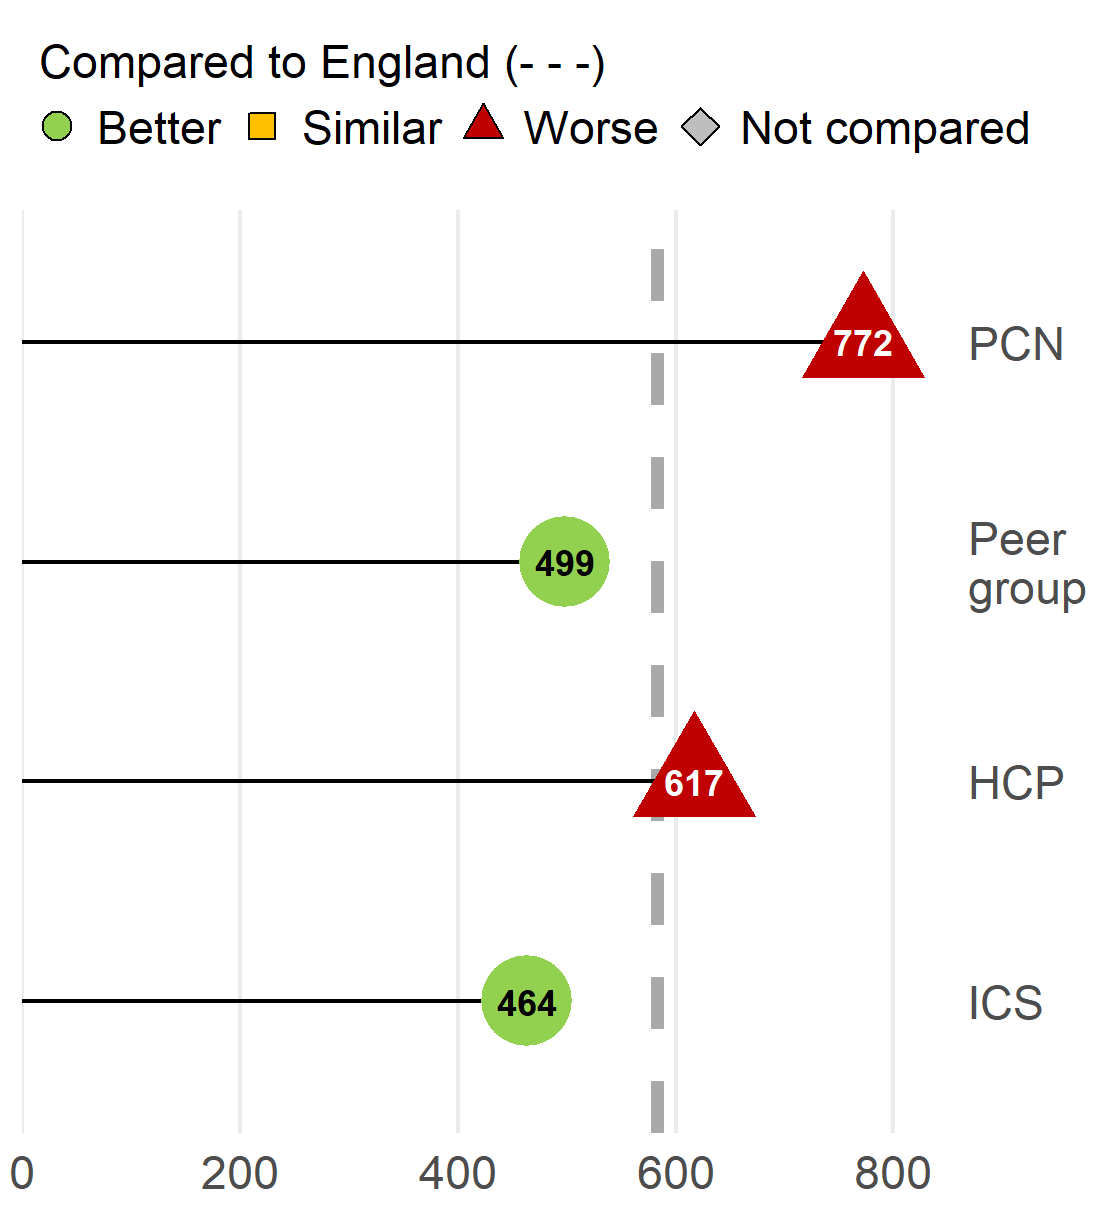 Compared to England (- - -)
Better Similar Worse Not compared
772 PCN
499 Peer
group
617 HCP
464 ICS
0 200 400 600 800